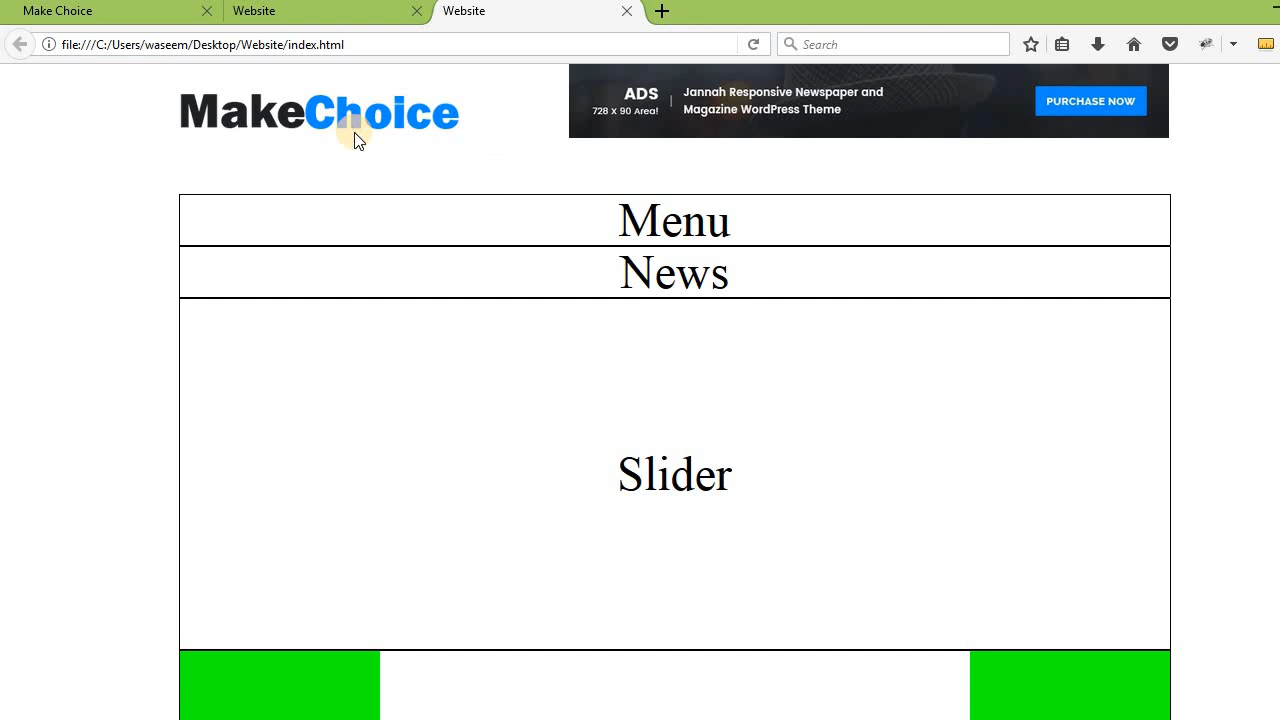 Make Choice
Website
Website
file:///C:/Users/waseem/Desktop/Website/index.html
Search
MakeChoice
ADS
728 X 90 Area!
Jannah Responsive Newspaper and
Magazine WordPress Theme
PURCHASE NOW
Menu
News
Slider